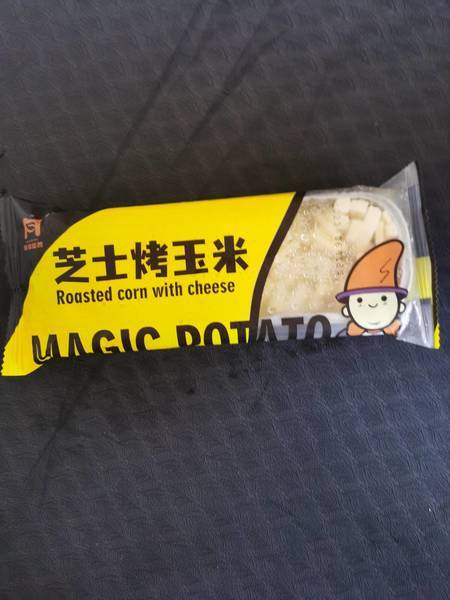 芝士烤玉米
Roasted corn with cheese
MAGIC POTATO